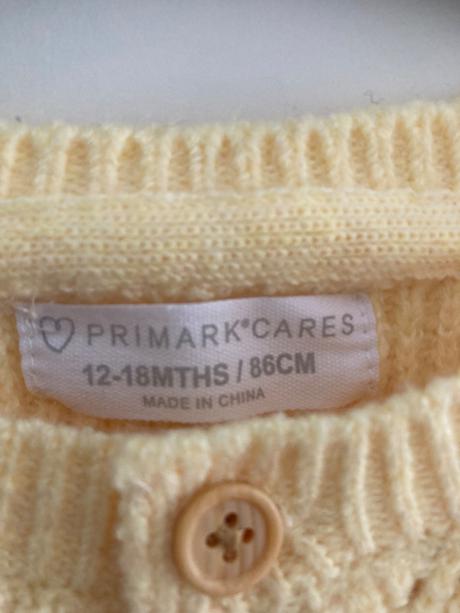 PRIMARK®CARES
12-18MTHS / 86CM
MADE IN CHINA